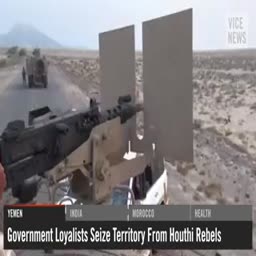 VICE
NEWS
YEMEN INDIA MOROCCO HEALTH
Government Loyalists Seize Territory From Houthi Rebels